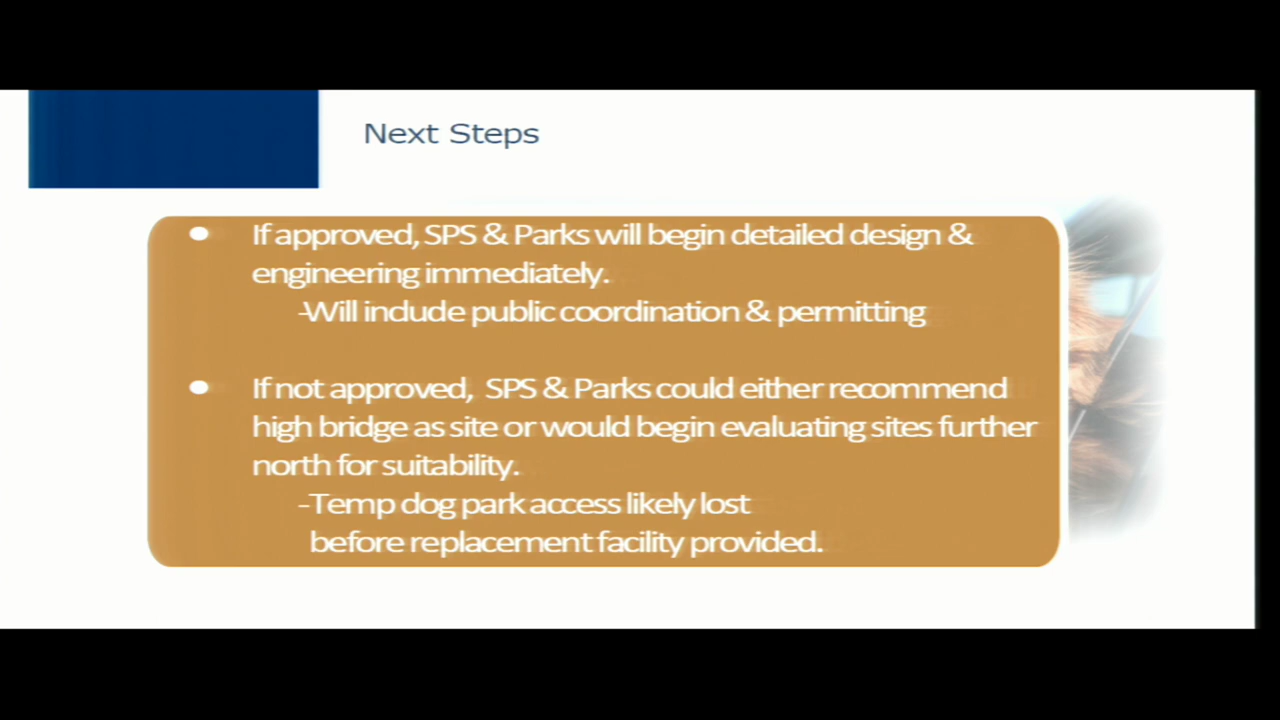 Next Steps
• If approved, SPS & Parks will begin detailed design &
engineering immediately.
-Will include public coordination & permitting
• If not approved, SPS & Parks could either recommend
high bridge as site or would begin evaluating sites further
north for suitability.
-Temp dog park access likely lost
before replacement facility provided.